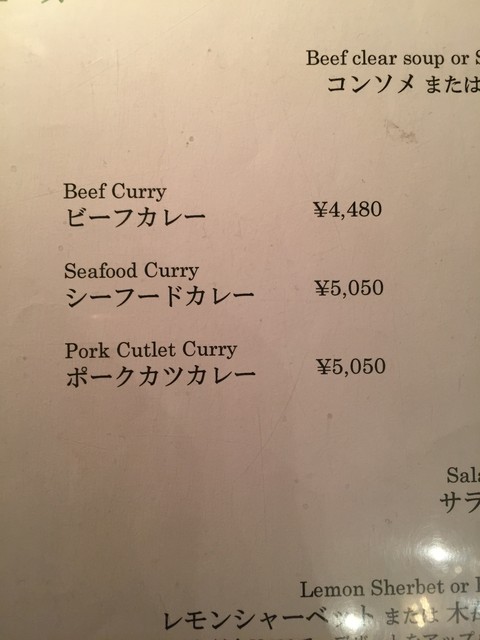 Beef clear soup or
コンソメ または
Beef Curry
ビーフカレー ¥4,480
Seafood Curry
シーフードカレー ¥5,050
Pork Cutlet Curry
ポークカツカレー ¥5,050
Lemon Sherbet or
レモンシャーベット または 木苺